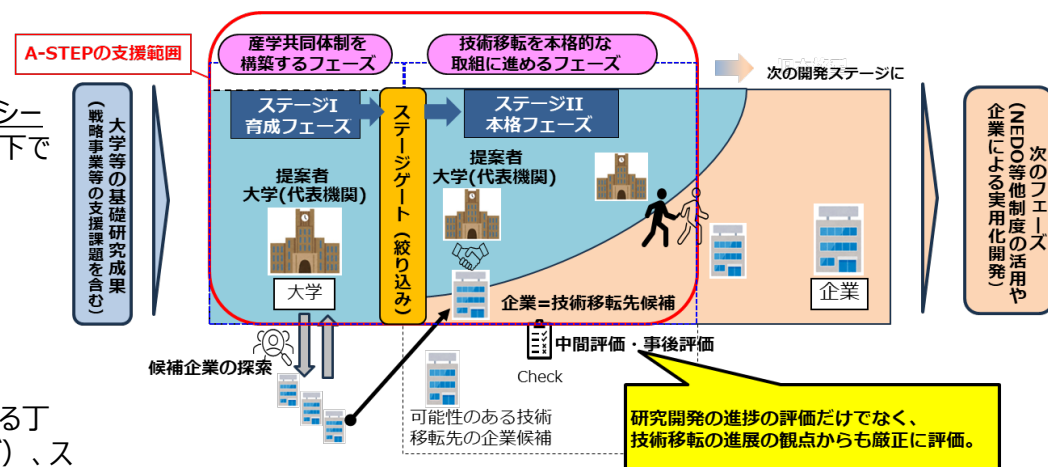 A-STEPの支援範囲
産学共同体制を
構築するフェーズ
技術移転を本格的な
取組に進めるフェーズ
次の開発ステージに
シー
下で
大学等の基礎研究成果
(戦略事業等の支援課題を含む)
ステージI
育成フェーズ
ステージゲート(絞り込み)
ステージII
本格フェーズ
提案者
大学(代表機関)
提案者
大学(代表機関)
大学
企業=技術移転先候補
企業
次のフェーズ
(NEDO等他制度の活用や
企業による実用化開発)
候補企業の探索
中間評価・事後評価
Check
可能性のある技術
移転先の企業候補
研究開発の進捗の評価だけでなく、
技術移転の進展の観点からも厳正に評価。
る丁
)、ス